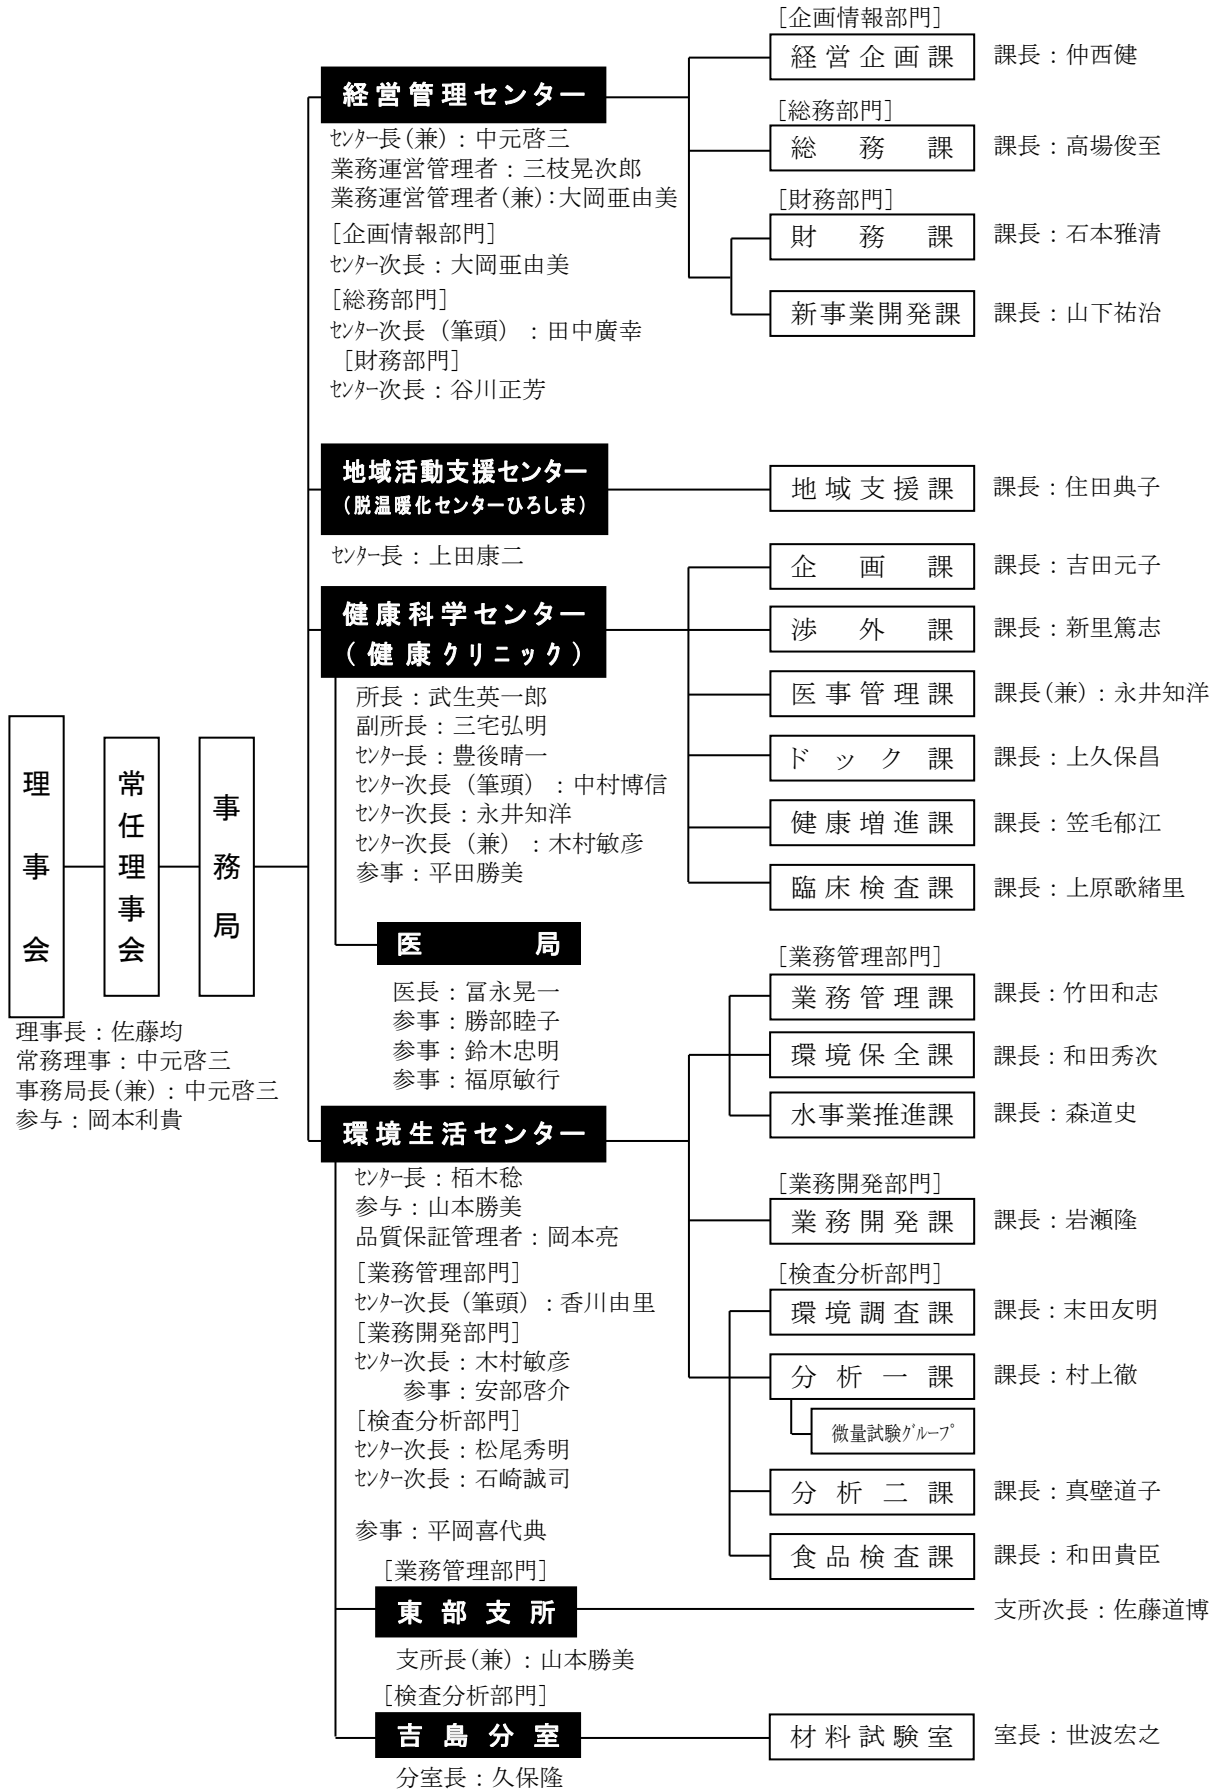 理事会
常任理事会
事務局
理事長：佐藤均
常務理事：中元啓三
事務局長(兼)：中元啓三
参与：岡本利貴
経営管理センター
センター長(兼)：中元啓三
業務運営管理者：三枝晃次郎
業務運営管理者(兼)：大岡亜由美
[企画情報部門]
センター次長：大岡亜由美
[総務部門]
センター次長（筆頭）：田中廣幸
[財務部門]
センター次長：谷川正芳
[企画情報部門]
経営企画課 課長：仲西健
[総務部門]
総務課 課長：高場俊至
[財務部門]
財務課 課長：石本雅清
新事業開発課 課長：山下祐治
地域活動支援センター
(脱温暖化センターひろしま)
センター長：上田康二
地域支援課 課長：住田典子
健康科学センター
(健康クリニック)
所長：武生英一郎
副所長：三宅弘明
センター長：豊後晴一
センター次長（筆頭）：中村博信
センター次長：永井知洋
センター次長（兼）：木村敏彦
参事：平田勝美
企画課 課長：吉田元子
渉外課 課長：新里篤志
医事管理課 課長(兼)：永井知洋
ドック課 課長：上久保昌
健康増進課 課長：笠毛郁江
臨床検査課 課長：上原歌緒里
医局
医長：冨永晃一
参事：勝部睦子
参事：鈴木忠明
参事：福原敏行
環境生活センター
センター長：栢木稔
参与：山本勝美
品質保証管理者：岡本亮
[業務管理部門]
センター次長（筆頭）：香川由里
[業務開発部門]
センター次長：木村敏彦
参事：安部啓介
[検査分析部門]
センター次長：松尾秀明
センター次長：石崎誠司
参事：平岡喜代典
[業務管理部門]
業務管理課 課長：竹田和志
環境保全課 課長：和田秀次
水事業推進課 課長：森道史
[業務開発部門]
業務開発課 課長：岩瀬隆
[検査分析部門]
環境調査課 課長：末田友明
分析一課 課長：村上徹
微量試験グループ
分析二課 課長：真壁道子
食品検査課 課長：和田貴臣
[業務管理部門]
東部支所 支所次長：佐藤道博
支所長(兼)：山本勝美
[検査分析部門]
吉島分室
分室長：久保隆
材料試験室 室長：世波宏之